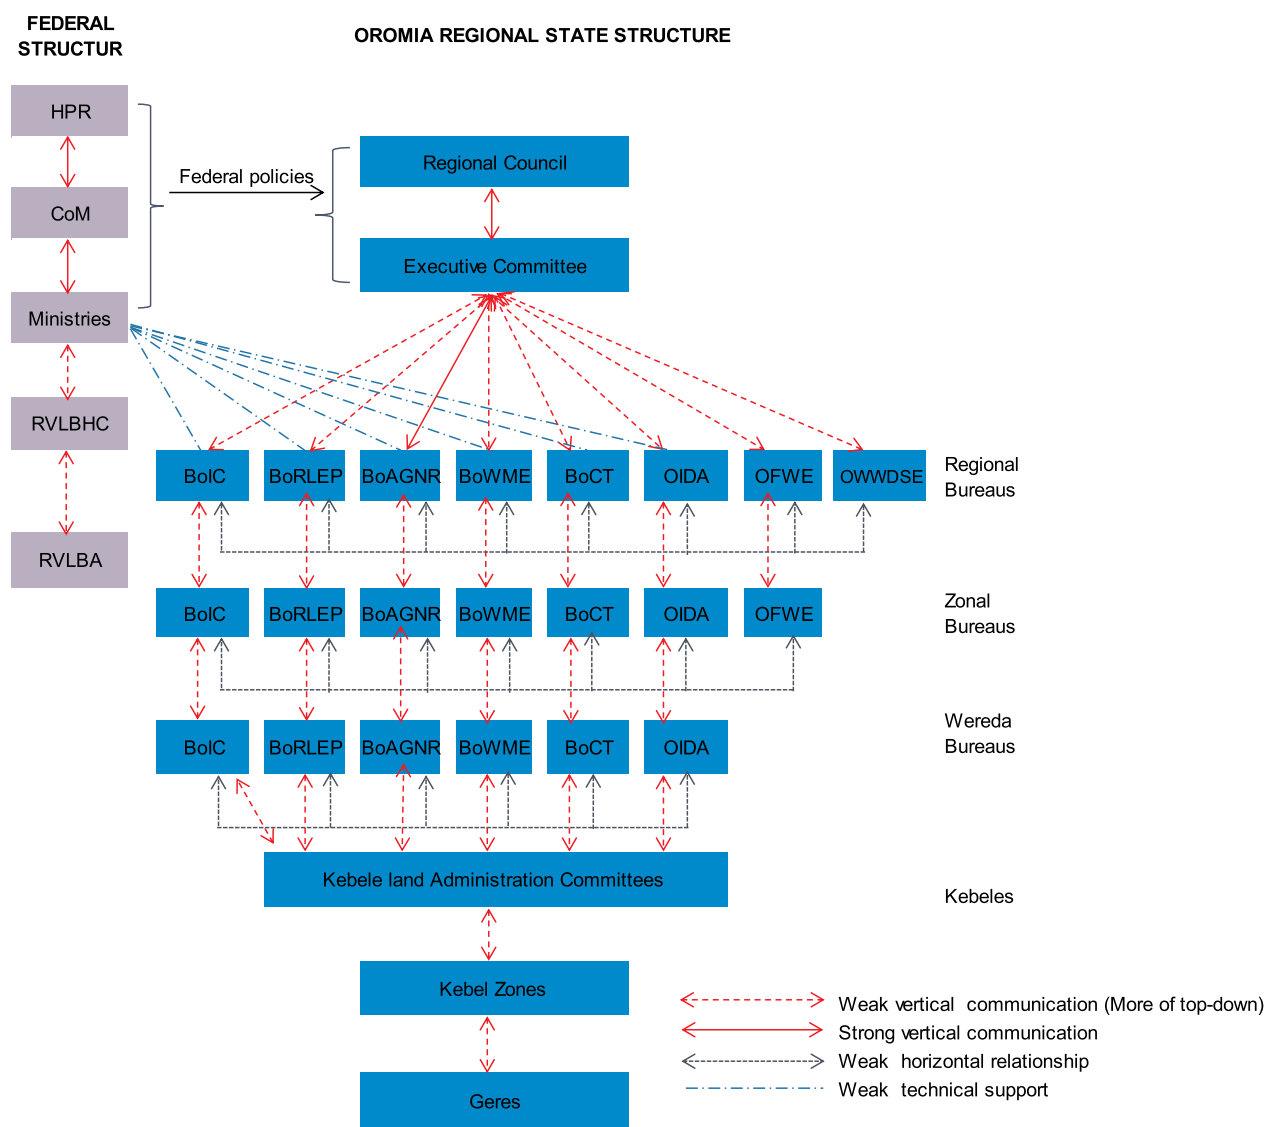 FEDERAL
STRUCTUR
OROMIA REGIONAL STATE STRUCTURE
HPR
CoM
Ministries
RVLBHC
RVLBA
Federal policies
Regional Council
Executive Committee
BoIC BoRLEP BoAGNR BoWME BoCT OIDA OFWE OWWDSE
Regional
Bureaus
BoIC BoRLEP BoAGNR BoWME BoCT OIDA OFWE
Zonal
Bureaus
BoIC BoRLEP BoAGNR BoWME BoCT OIDA
Wereda
Bureaus
Kebele land Administration Committees
Kebeles
Kebel Zones
Geres
Weak vertical communication (More of top-down)
Strong vertical communication
Weak horizontal relationship
Weak technical support